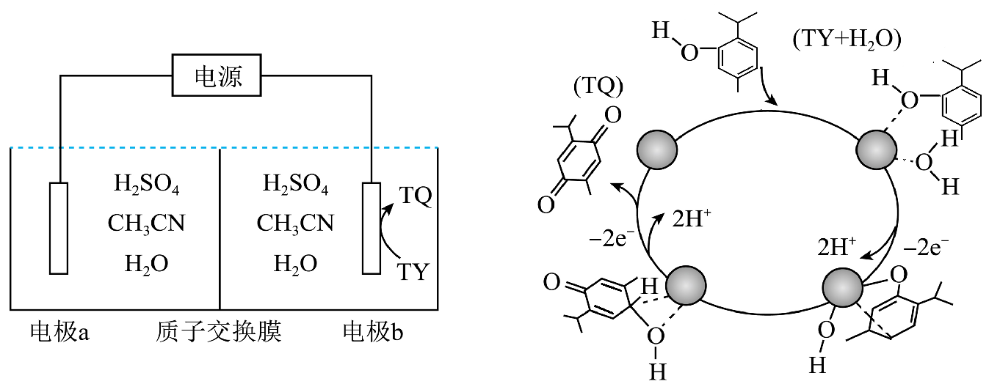 电源
H₂SO₄
CH₃CN
H₂O
H₂SO₄
CH₃CN
H₂O
TQ
TY
电极a
质子交换膜
电极b
H
O
(TY+H₂O)
(TQ)
O
O
H
O
H
O
H
2H⁺
−2e⁻
2H⁺
−2e⁻
O
H
O
H
O
O
H